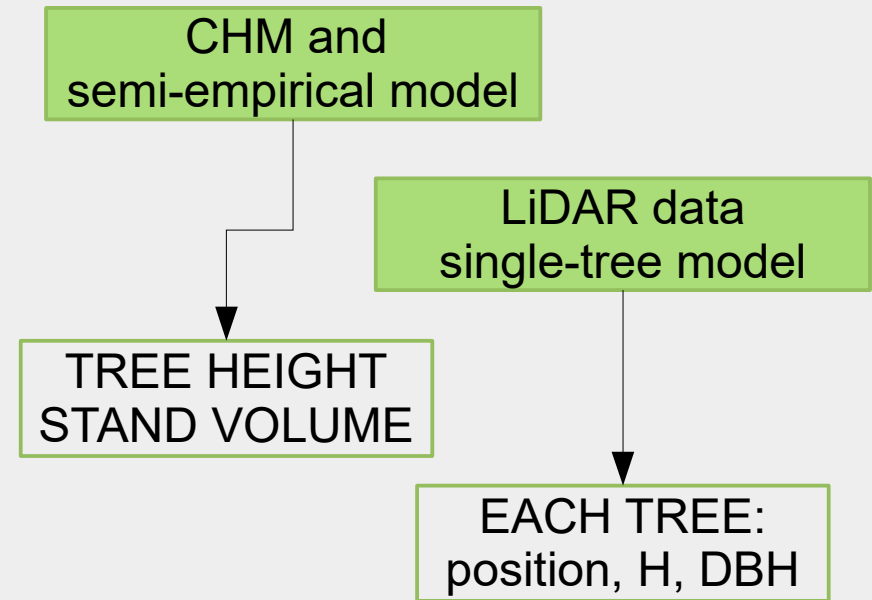 CHM and
semi-empirical model
LiDAR data
single-tree model
TREE HEIGHT
STAND VOLUME
EACH TREE:
position, H, DBH